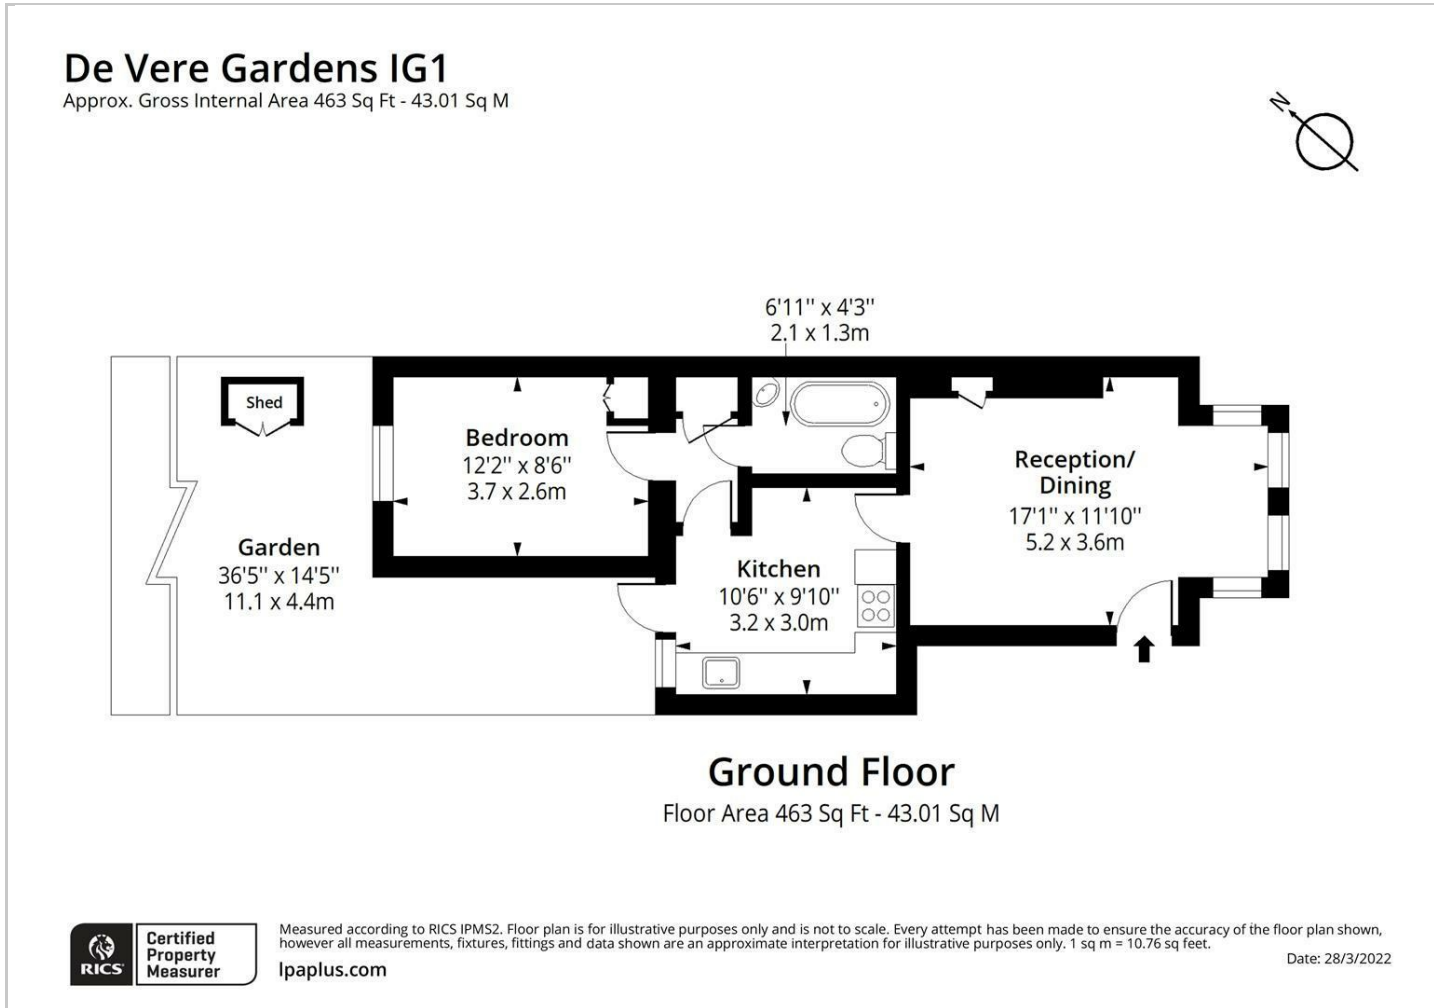 De Vere Gardens IG1
Approx. Gross Internal Area 463 Sq Ft - 43.01 Sq M
N
6'11'' x 4'3''
2.1 x 1.3m
Shed
Bedroom
12'2'' x 8'6''
3.7 x 2.6m
Reception/
Dining
17'1'' x 11'10''
5.2 x 3.6m
Garden
36'5'' x 14'5''
11.1 x 4.4m
Kitchen
10'6'' x 9'10''
3.2 x 3.0m
Ground Floor
Floor Area 463 Sq Ft - 43.01 Sq M
RICS
Certified
Property
Measurer
Measured according to RICS IPMS2. Floor plan is for illustrative purposes only and is not to scale. Every attempt has been made to ensure the accuracy of the floor plan shown,
however all measurements, fixtures, fittings and data shown are an approximate interpretation for illustrative purposes only. 1 sq m = 10.76 sq feet.
lpaplus.com
Date: 28/3/2022